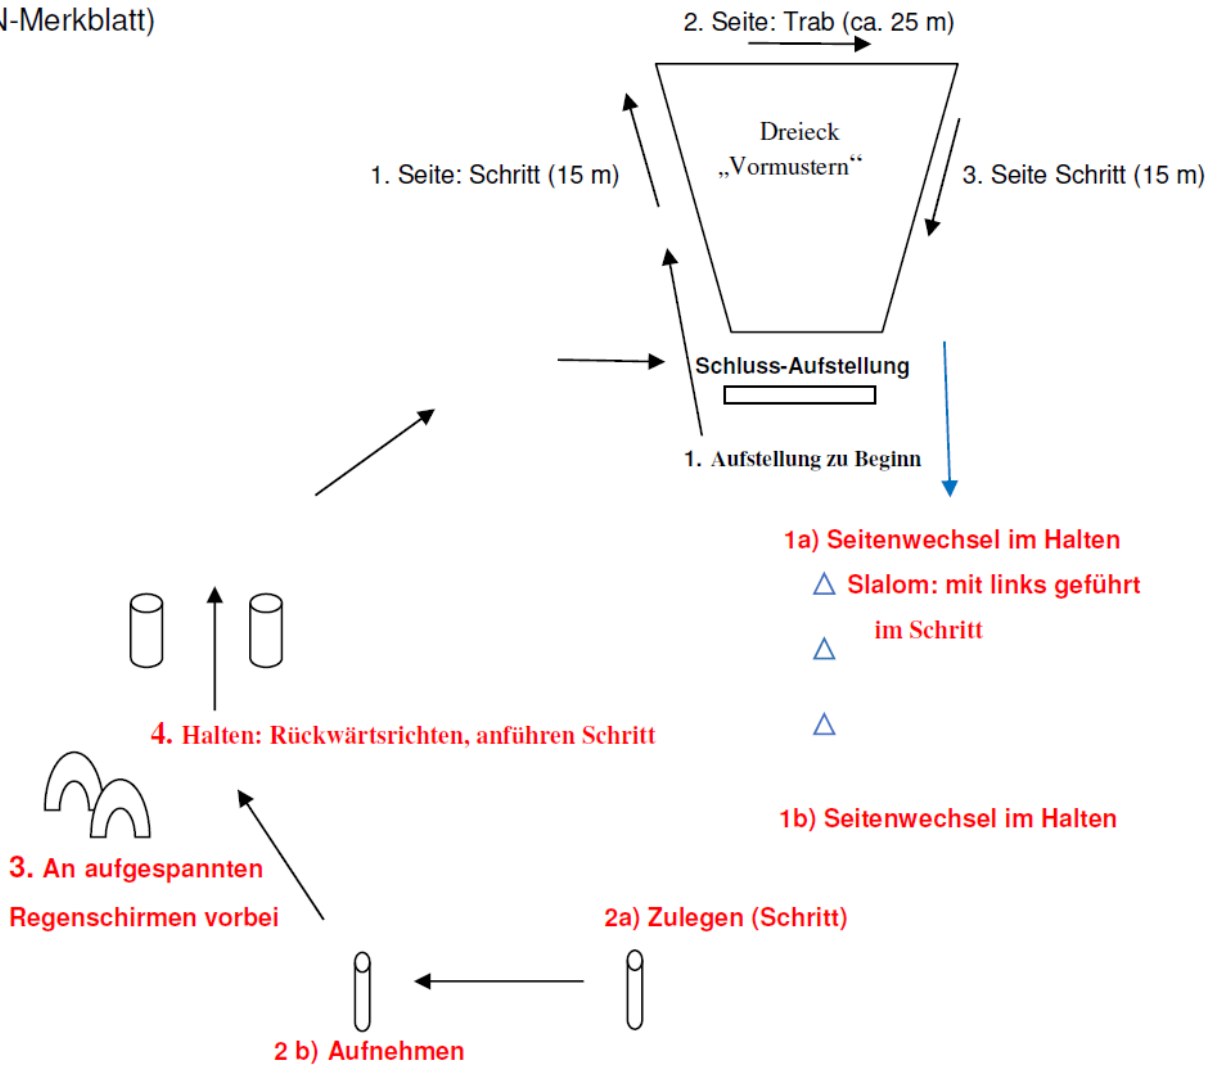 N-Merkblatt)
2. Seite: Trab (ca. 25 m)
Dreieck
„Vormustern“
1. Seite: Schritt (15 m)
3. Seite Schritt (15 m)
Schluss-Aufstellung
1. Aufstellung zu Beginn
1a) Seitenwechsel im Halten
Slalom: mit links geführt
im Schritt
4. Halten: Rückwärtsrichten, anführen Schritt
1b) Seitenwechsel im Halten
3. An aufgespannten
Regenschirmen vorbei
2a) Zulegen (Schritt)
2 b) Aufnehmen